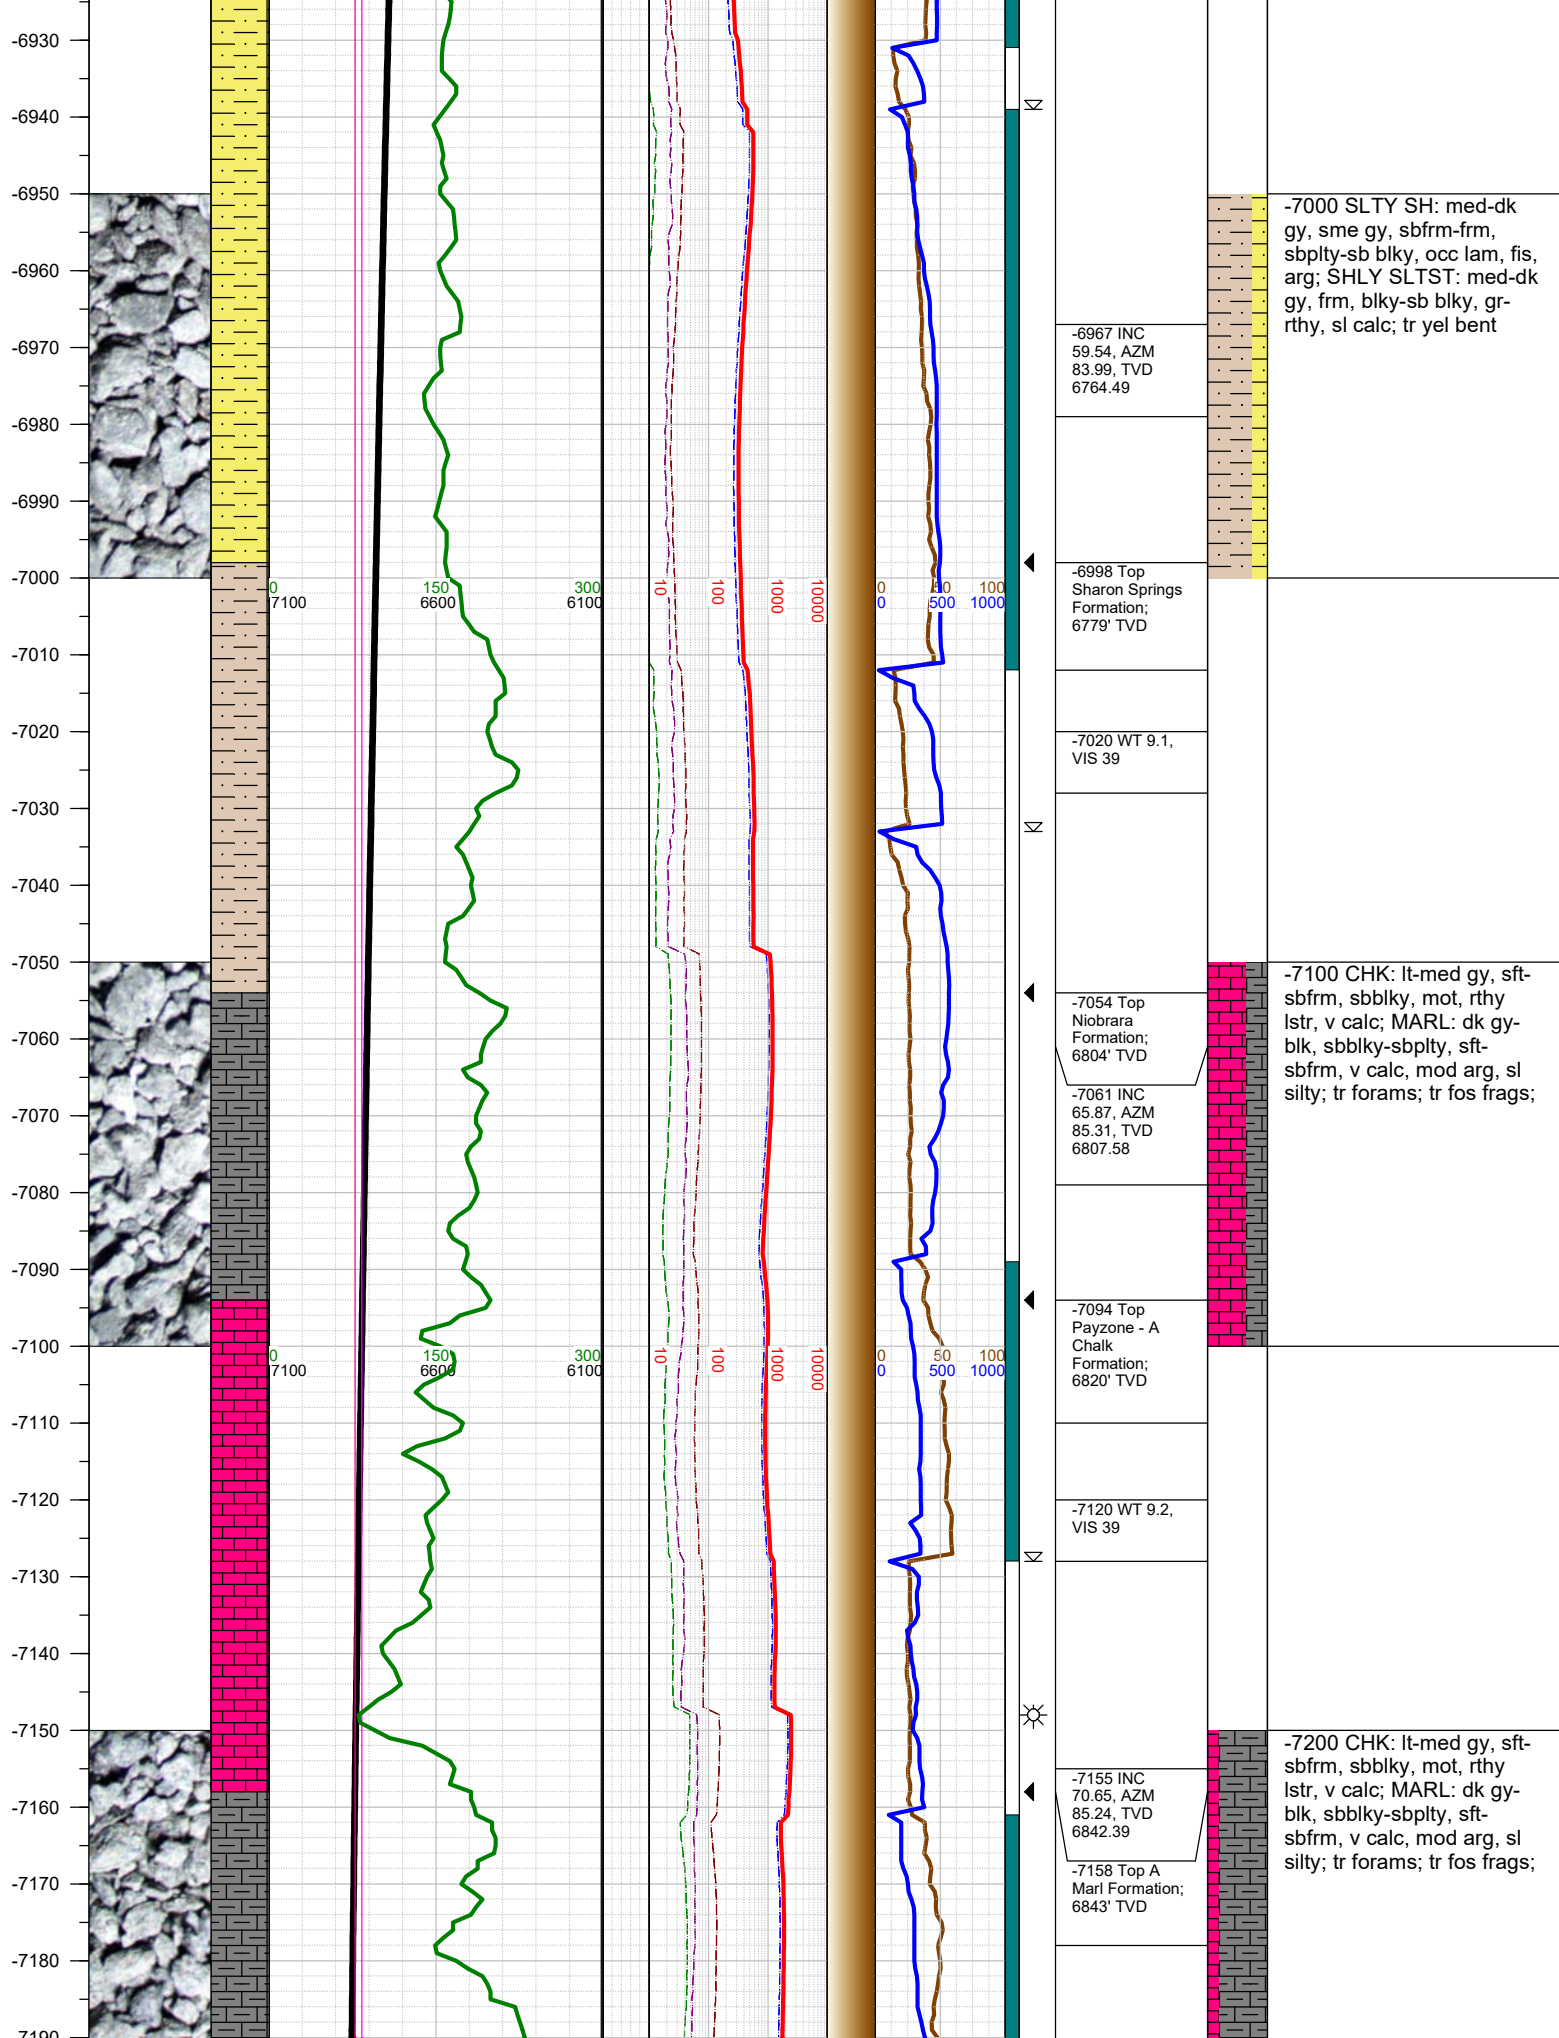 -6930
-6940
-6950
-6960
-6970
-6980
-6990
-7000
-7010
-7020
-7030
-7040
-7050
-7060
-7070
-7080
-7090
-7100
-7110
-7120
-7130
-7140
-7150
-7160
-7170
-7180
-7190
0 150 300
7100 6600 6100
10 100 1000 10000
0 50 100
0 500 1000
0 150 300
7100 6600 6100
10 100 1000 10000
0 50 100
0 500 1000
-6967 INC
59.54, AZM
83.99, TVD
6764.49
-6998 Top
Sharon Springs
Formation;
6779' TVD
-7020 WT 9.1,
VIS 39
-7054 Top
Niobrara
Formation;
6804' TVD
-7061 INC
65.87, AZM
85.31, TVD
6807.58
-7094 Top
Payzone - A
Chalk
Formation;
6820' TVD
-7120 WT 9.2,
VIS 39
-7155 INC
70.65, AZM
85.24, TVD
6842.39
-7158 Top A
Marl Formation;
6843' TVD
-7000 SLTY SH: med-dk
gy, sme gy, sbfrm-frm,
sbplty-sb blky, occ lam, fis,
arg; SHLY SLTST: med-dk
gy, frm, blky-sb blky, gr-
rthy, sl calc; tr yel bent
-7100 CHK: lt-med gy, sft-
sbfrm, sbblky, mot, rthy
lstr, v calc; MARL: dk gy-
blk, sbblky-sbplty, sft-
sbfrm, v calc, mod arg, sl
silty; tr forams; tr fos frags;
-7200 CHK: lt-med gy, sft-
sbfrm, sbblky, mot, rthy
lstr, v calc; MARL: dk gy-
blk, sbblky-sbplty, sft-
sbfrm, v calc, mod arg, sl
silty; tr forams; tr fos frags;